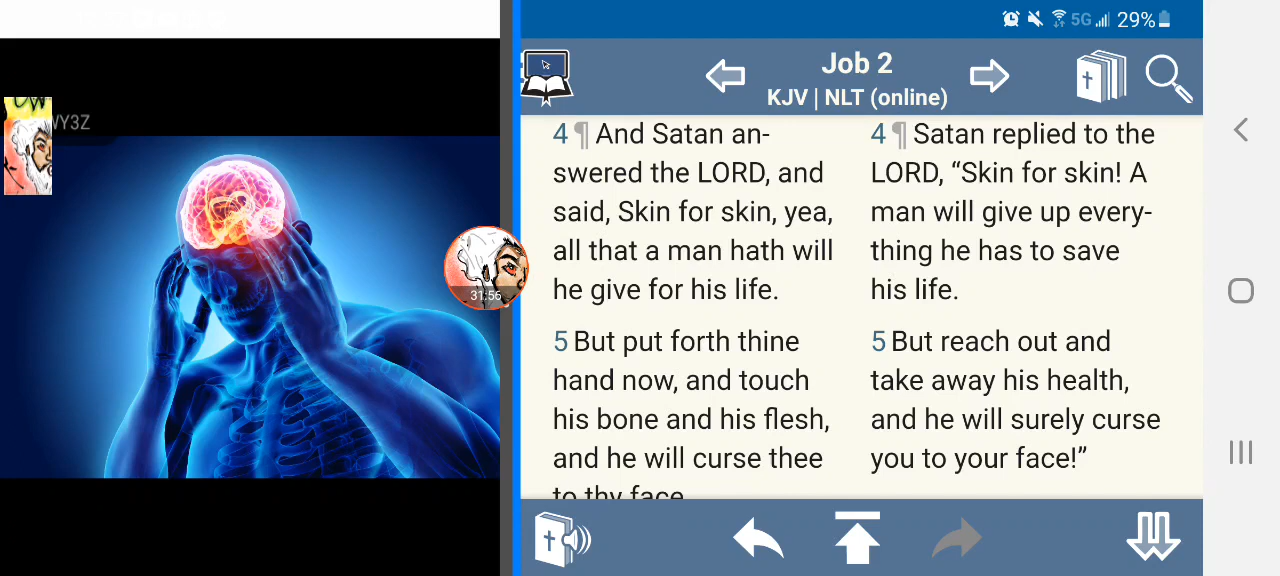 WY3Z
31:56
5G 29%
Job 2
KJV | NLT (online)
4 ¶ And Satan an-
swered the LORD, and
said, Skin for skin, yea,
all that a man hath will
he give for his life.
5 But put forth thine
hand now, and touch
his bone and his flesh,
and he will curse thee
to thy face
4 ¶ Satan replied to the
LORD, “Skin for skin! A
man will give up every-
thing he has to save
his life.
5 But reach out and
take away his health,
and he will surely curse
you to your face!”